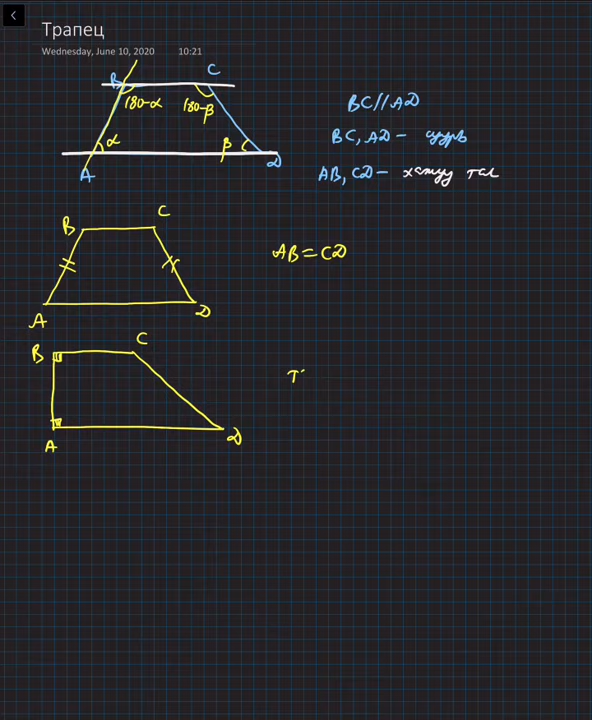 Трапец
Wednesday, June 10, 2020 10:21
B C
180-α 180-β
α β
A D
BC//AD
BC, AD - суурь
AB, CD - хажуу тал
B C
A D
AB = CD
B C
A D
Т